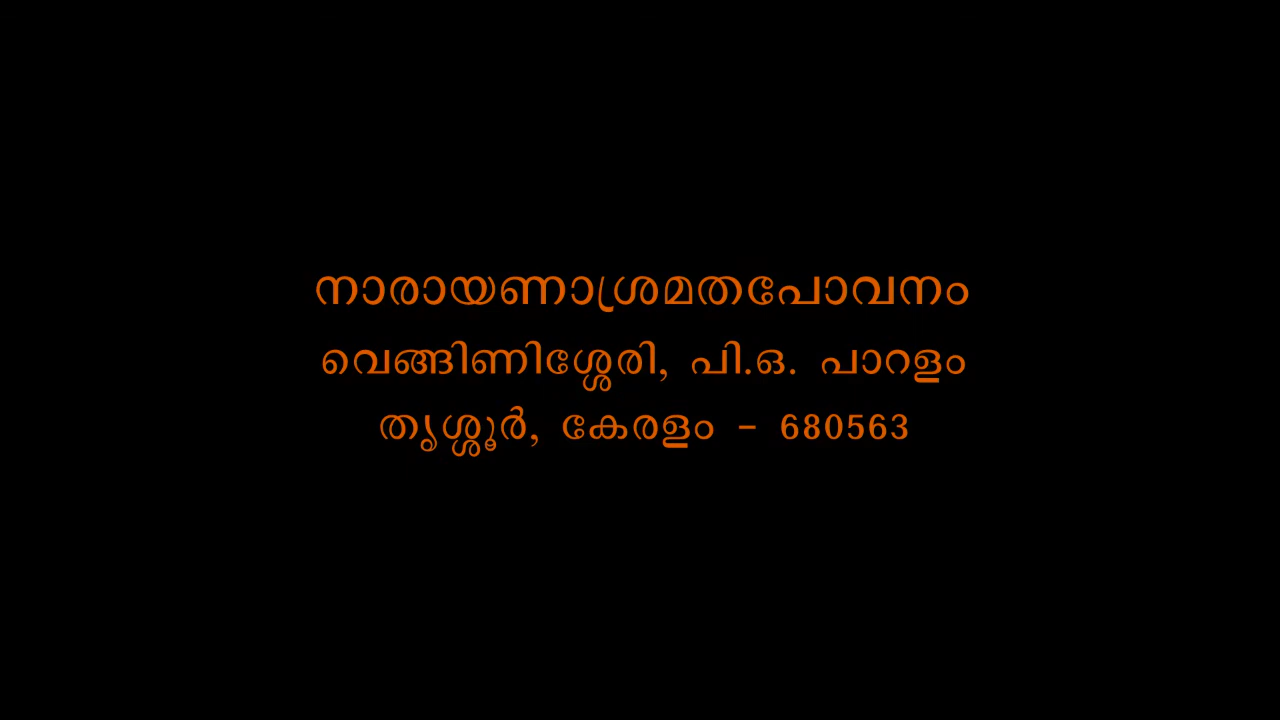 നാരായണാശ്രമതപോവനം
വെങ്ങിണിശ്ശേരി, പി.ഒ. പാറളം
തൃശ്ശൂർ, കേരളം - 680563